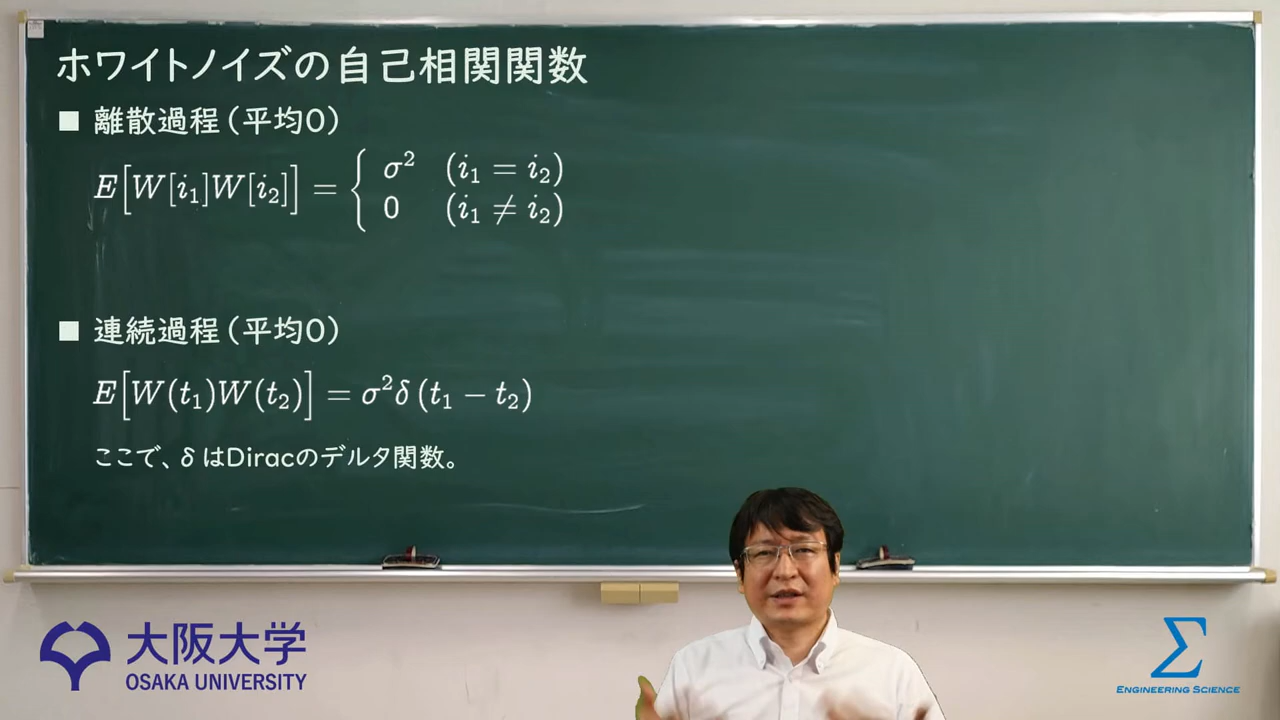 ホワイトノイズの自己相関関数
■ 離散過程（平均0）
E[W[i₁]W[i₂]] = { σ² (i₁ = i₂)
0 (i₁ ≠ i₂)
■ 連続過程（平均0）
E[W(t₁)W(t₂)] = σ²δ(t₁ − t₂)
ここで、δ はDiracのデルタ関数。
大阪大学
OSAKA UNIVERSITY
Σ
ENGINEERING SCIENCE